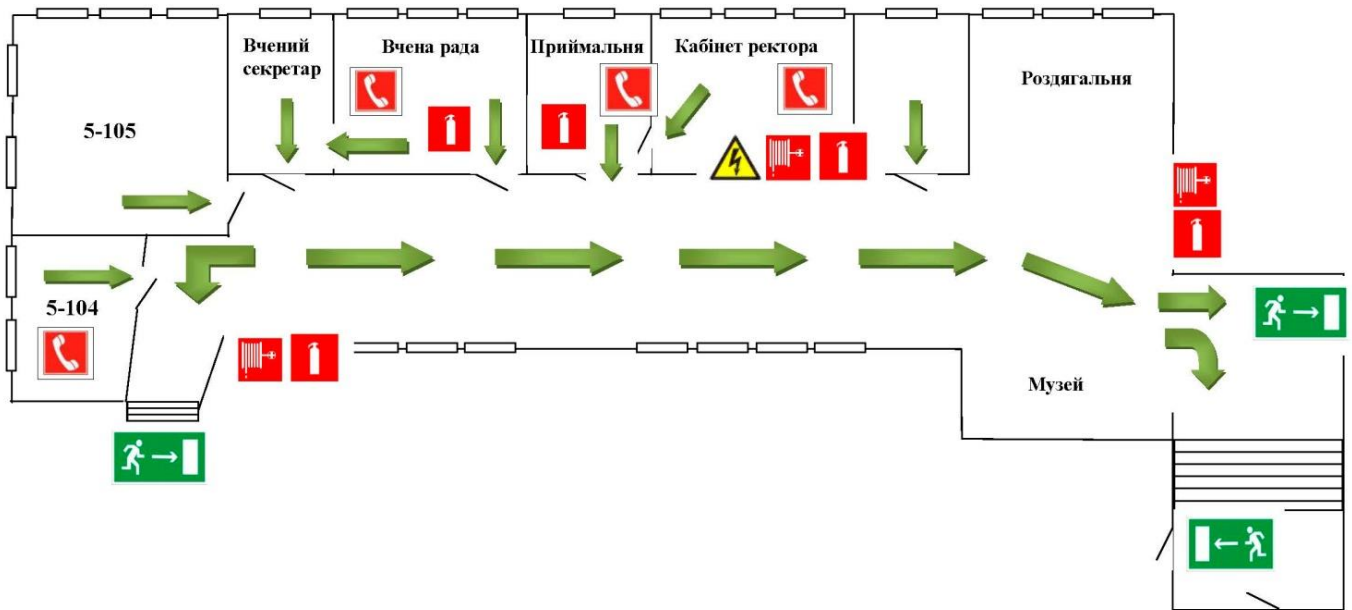 Вчений
секретар
Вчена рада
Приймальня
Кабінет ректора
Роздягальня
5-105
5-104
Музей